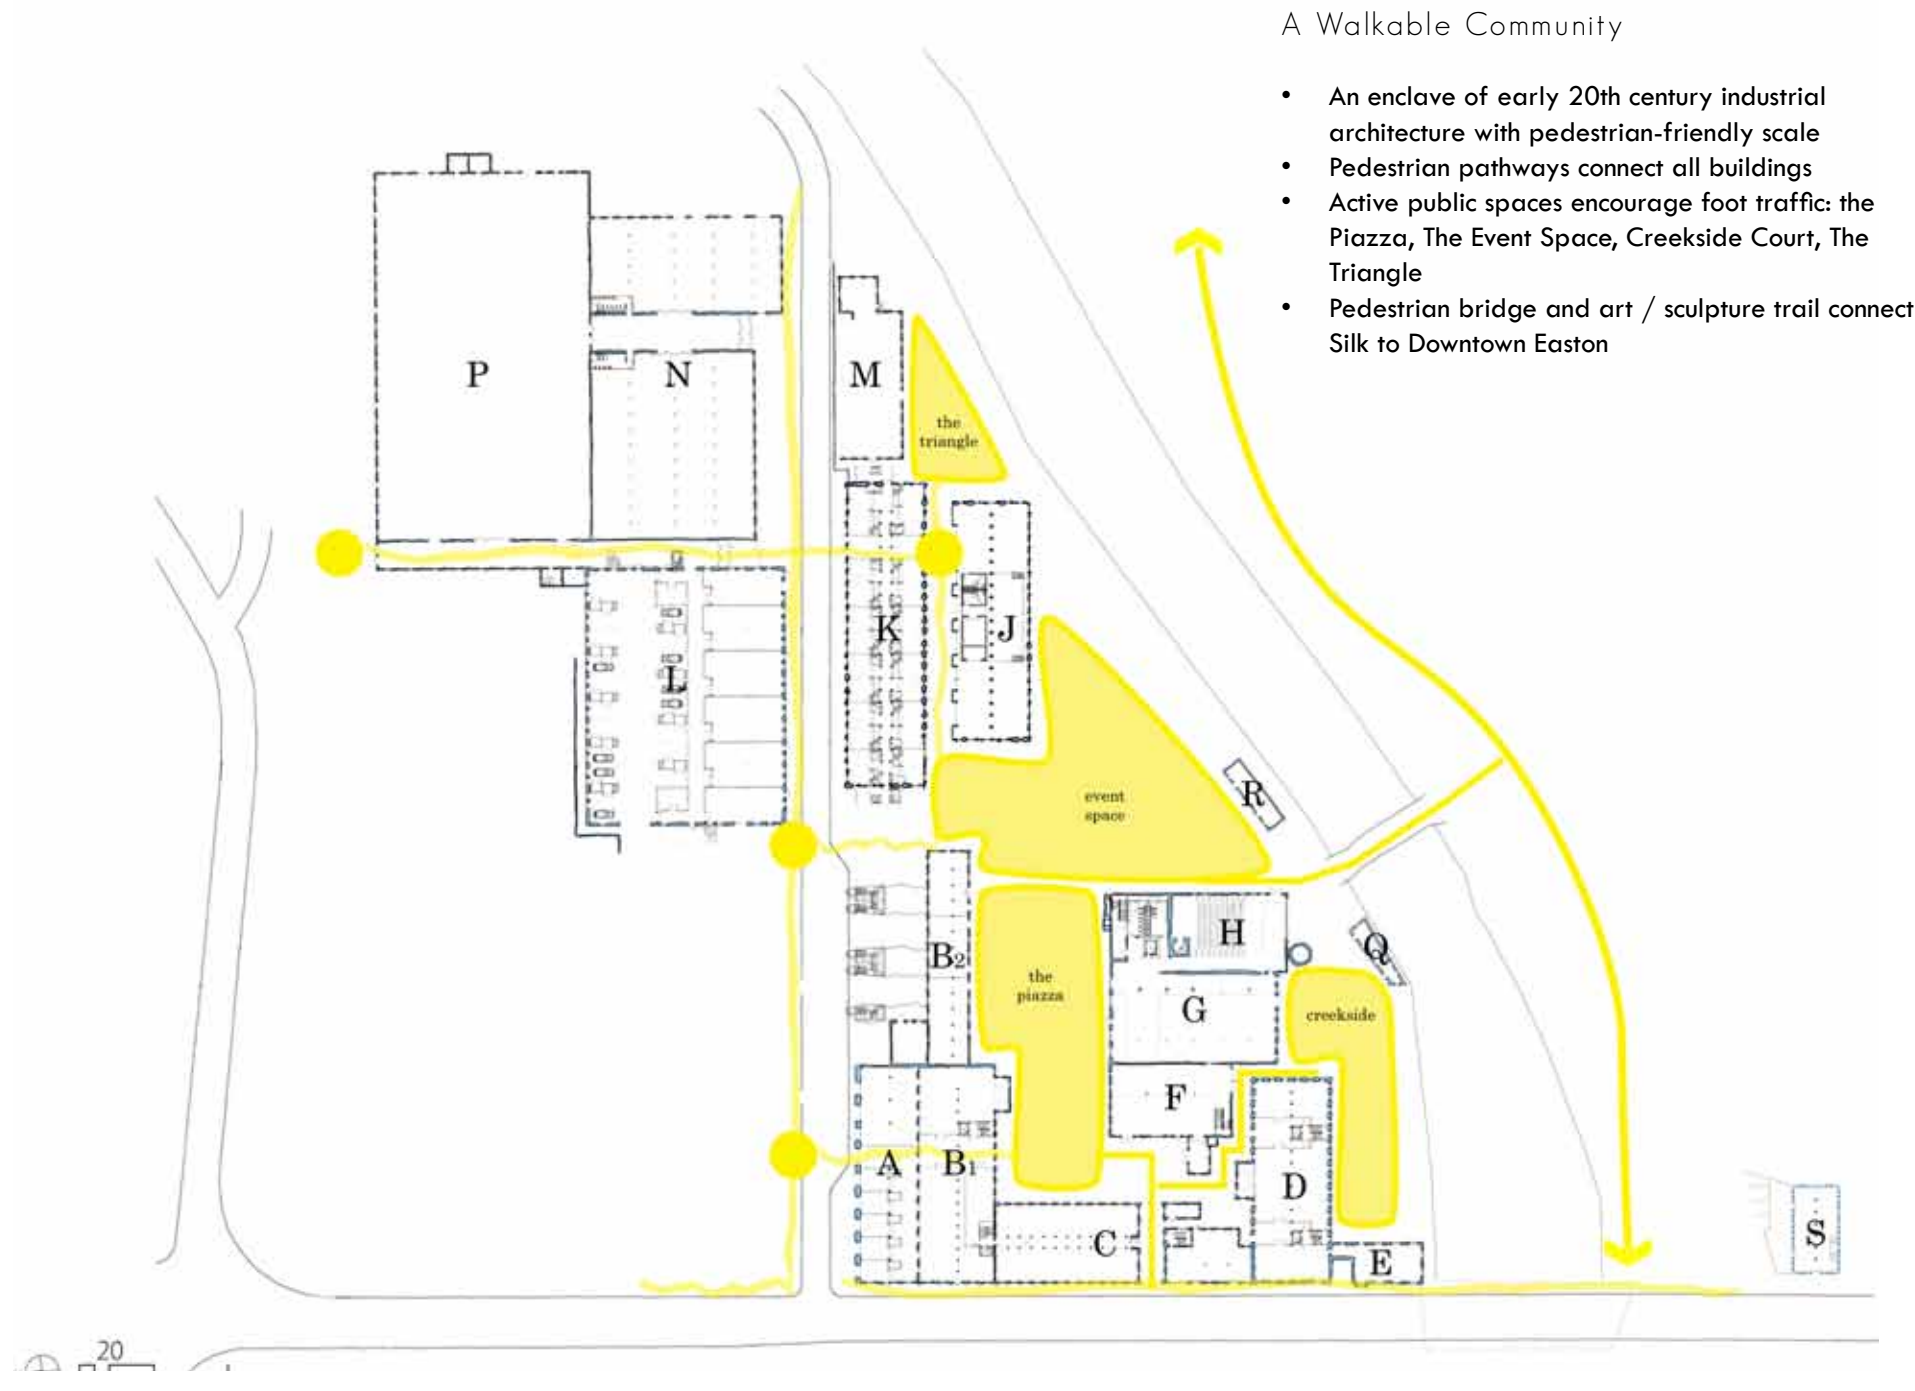 A Walkable Community
• An enclave of early 20th century industrial
architecture with pedestrian-friendly scale
• Pedestrian pathways connect all buildings
• Active public spaces encourage foot traffic: the
Piazza, The Event Space, Creekside Court, The
Triangle
• Pedestrian bridge and art / sculpture trail connect
Silk to Downtown Easton
P
N
M
the
triangle
K
J
L
event
space
R
H
B2
Q
the
piazza
G
creekside
F
A
B1
D
C
E
S
20